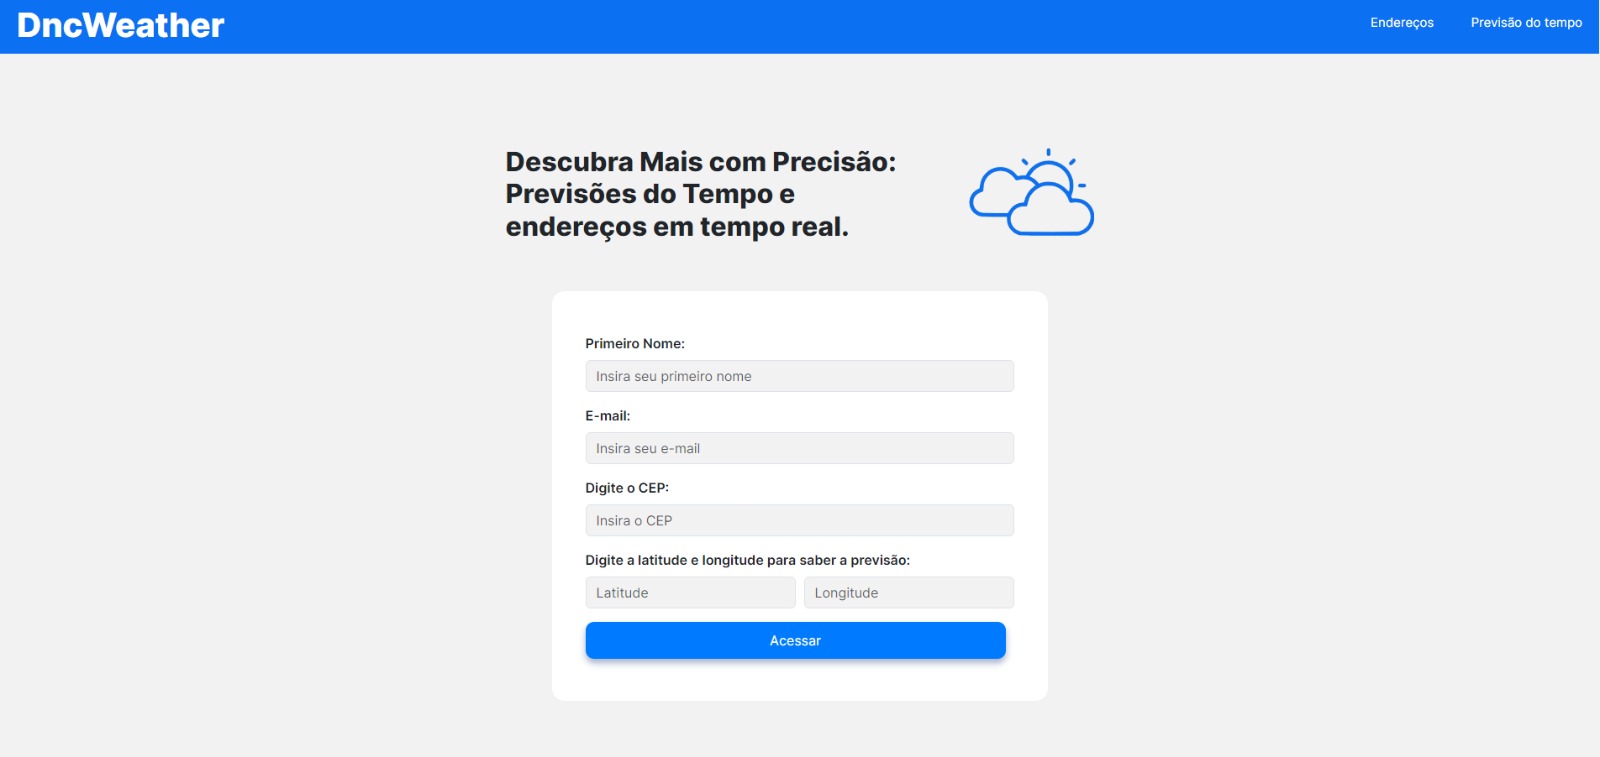 DncWeather
Endereços
Previsão do tempo
Descubra Mais com Precisão:
Previsões do Tempo e
endereços em tempo real.
Primeiro Nome:
Insira seu primeiro nome
E-mail:
Insira seu e-mail
Digite o CEP:
Insira o CEP
Digite a latitude e longitude para saber a previsão:
Latitude
Longitude
Acessar